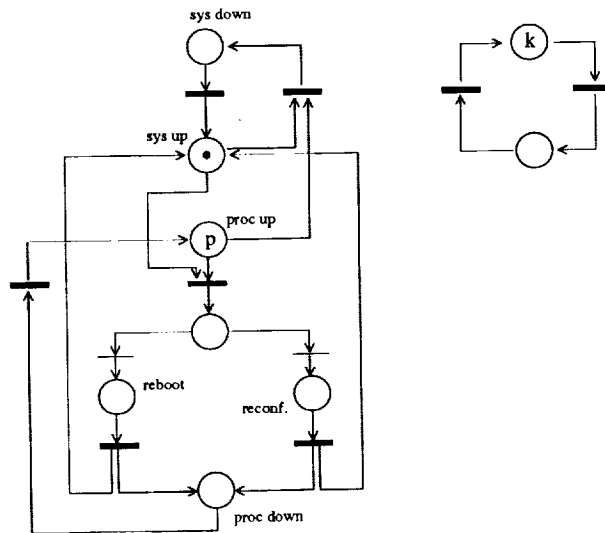 sys down
k
sys up
proc up
p
reboot
reconf.
proc down